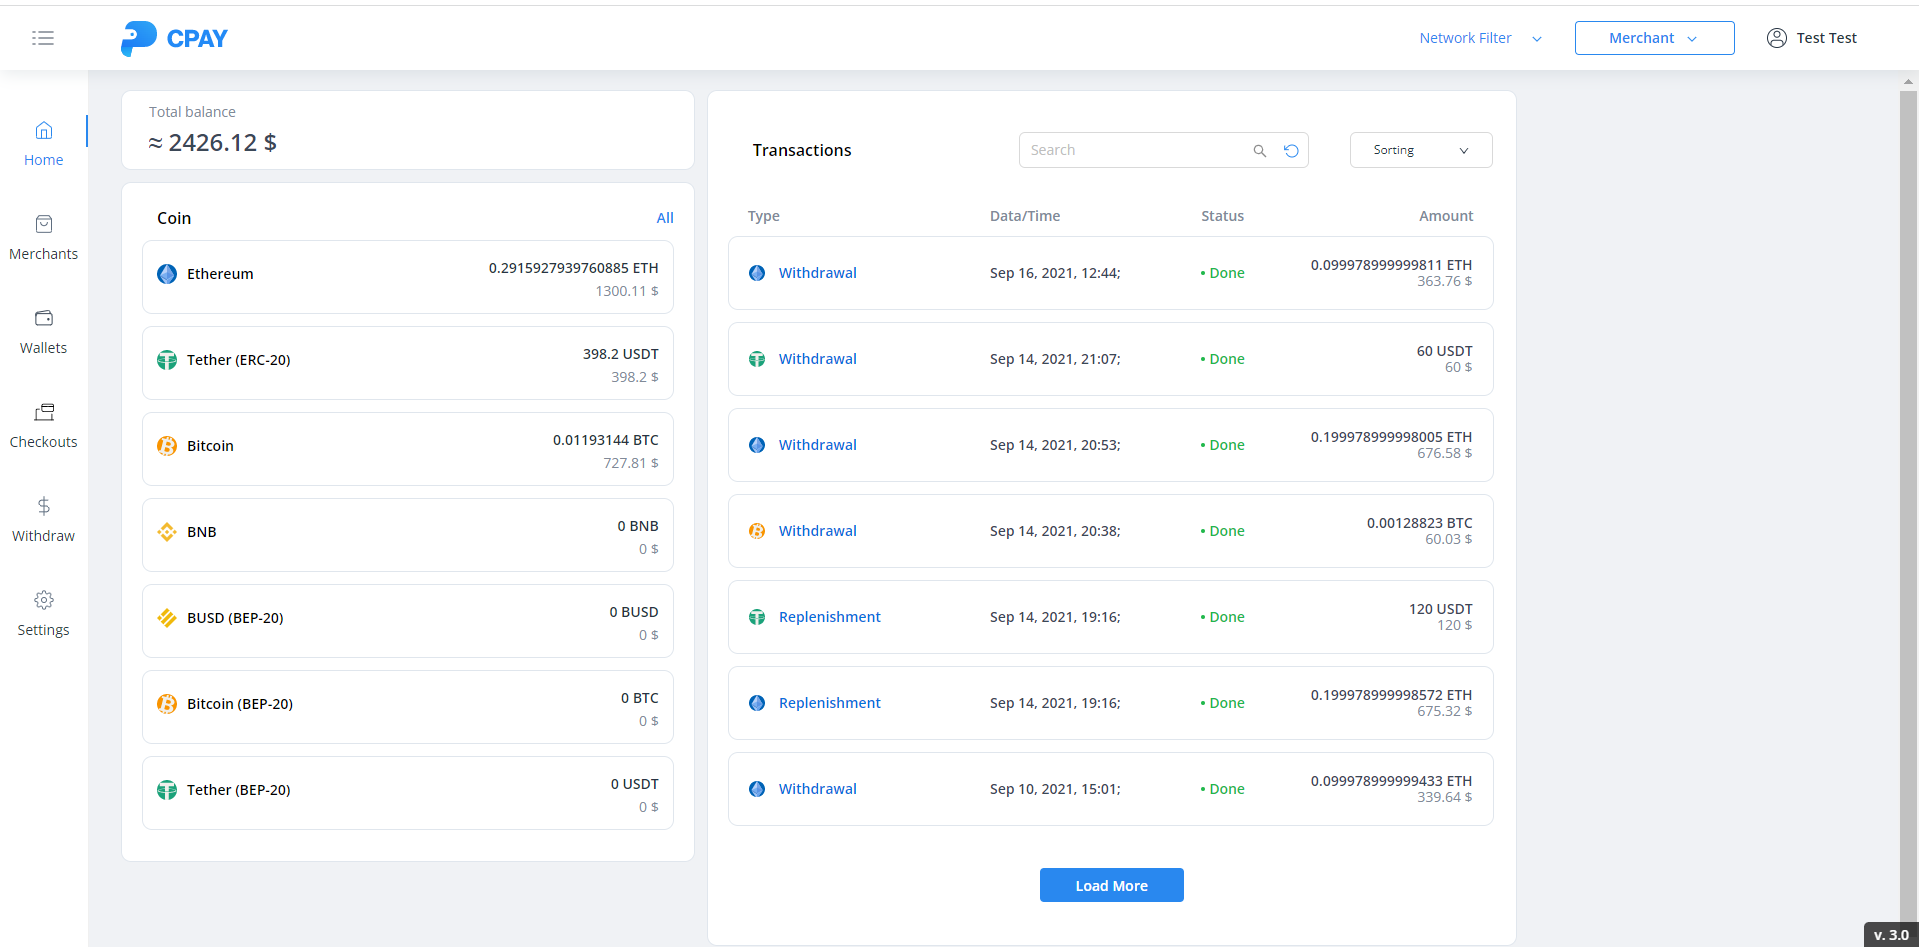 CPAY
Network Filter
Merchant
Test Test
Home
Merchants
Wallets
Checkouts
Withdraw
Settings
Total balance
≈ 2426.12 $
Coin All
Ethereum 0.2915927939760885 ETH
1300.11 $
Tether (ERC-20) 398.2 USDT
398.2 $
Bitcoin 0.01193144 BTC
727.81 $
BNB 0 BNB
0 $
BUSD (BEP-20) 0 BUSD
0 $
Bitcoin (BEP-20) 0 BTC
0 $
Tether (BEP-20) 0 USDT
0 $
Transactions Search Sorting
Type Data/Time Status Amount
Withdrawal Sep 16, 2021, 12:44; • Done 0.099978999999811 ETH
363.76 $
Withdrawal Sep 14, 2021, 21:07; • Done 60 USDT
60 $
Withdrawal Sep 14, 2021, 20:53; • Done 0.199978999998005 ETH
676.58 $
Withdrawal Sep 14, 2021, 20:38; • Done 0.00128823 BTC
60.03 $
Replenishment Sep 14, 2021, 19:16; • Done 120 USDT
120 $
Replenishment Sep 14, 2021, 19:16; • Done 0.199978999998572 ETH
675.32 $
Withdrawal Sep 10, 2021, 15:01; • Done 0.099978999999433 ETH
339.64 $
Load More
v. 3.0